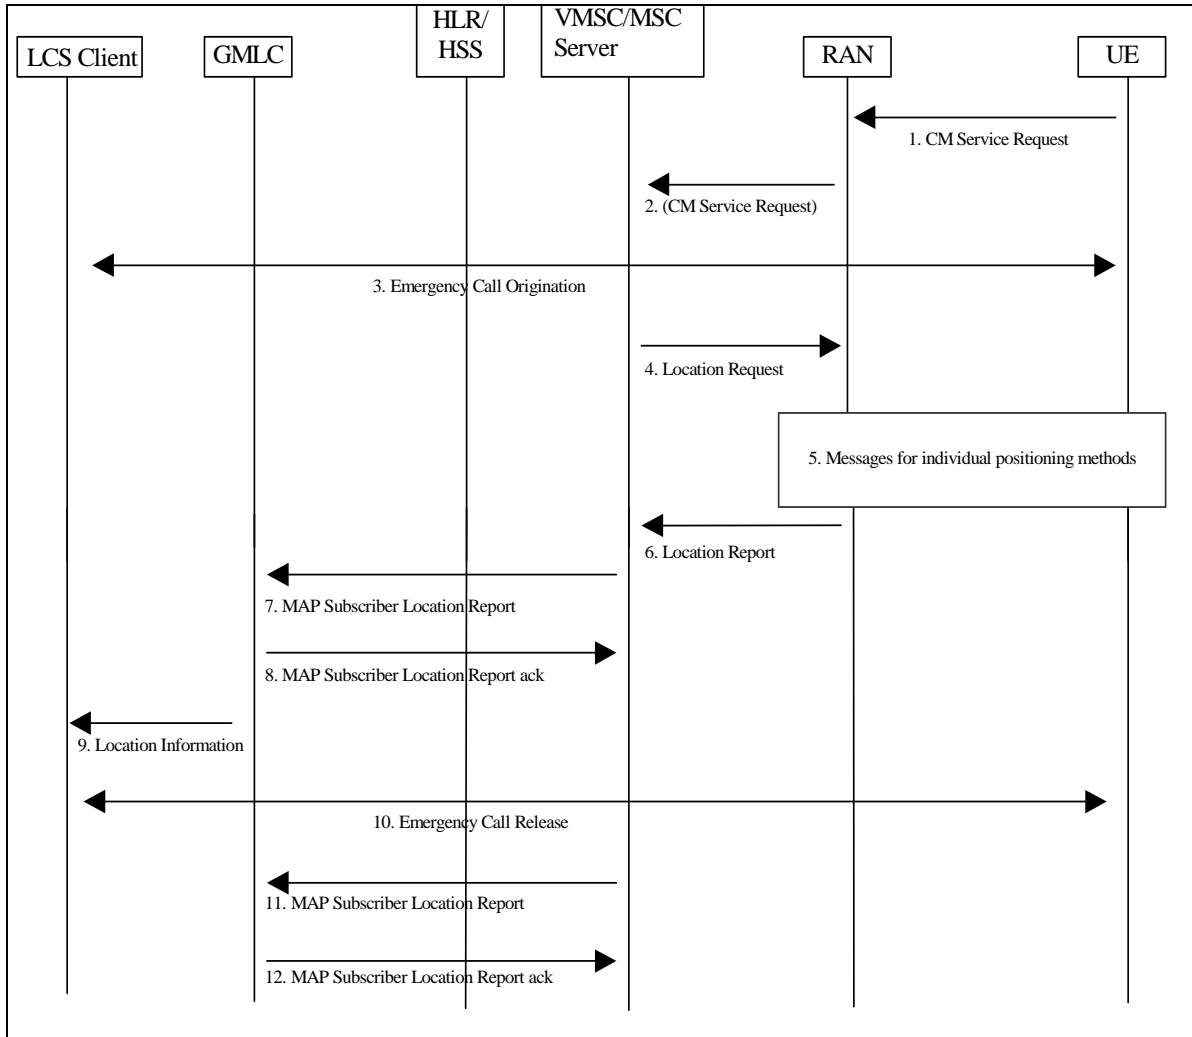 HLR/
HSS
VMSC/MSC
Server
LCS Client
GMLC
RAN
UE
1. CM Service Request
2. (CM Service Request)
3. Emergency Call Origination
4. Location Request
5. Messages for individual positioning methods
6. Location Report
7. MAP Subscriber Location Report
8. MAP Subscriber Location Report ack
9. Location Information
10. Emergency Call Release
11. MAP Subscriber Location Report
12. MAP Subscriber Location Report ack